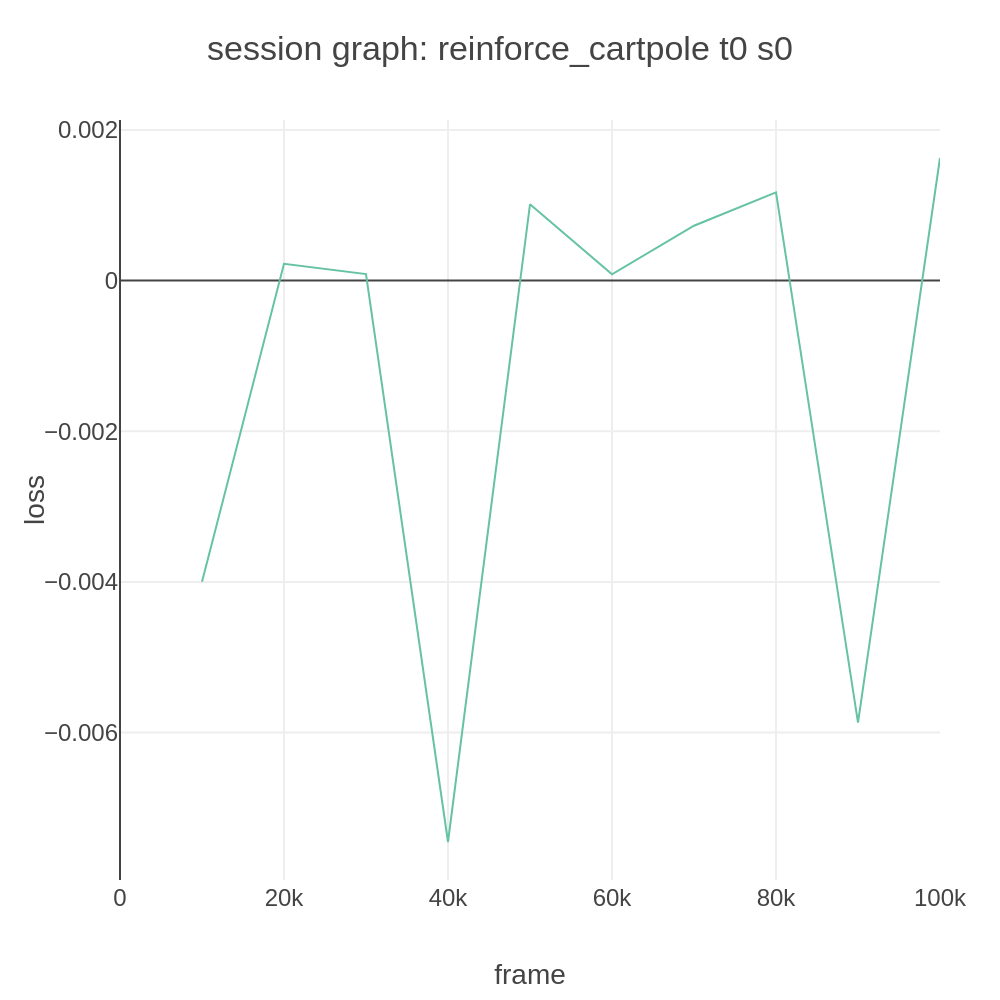 session graph: reinforce_cartpole t0 s0
0.002
0
−0.002
−0.004
−0.006
loss
0
20k
40k
60k
80k
100k
frame